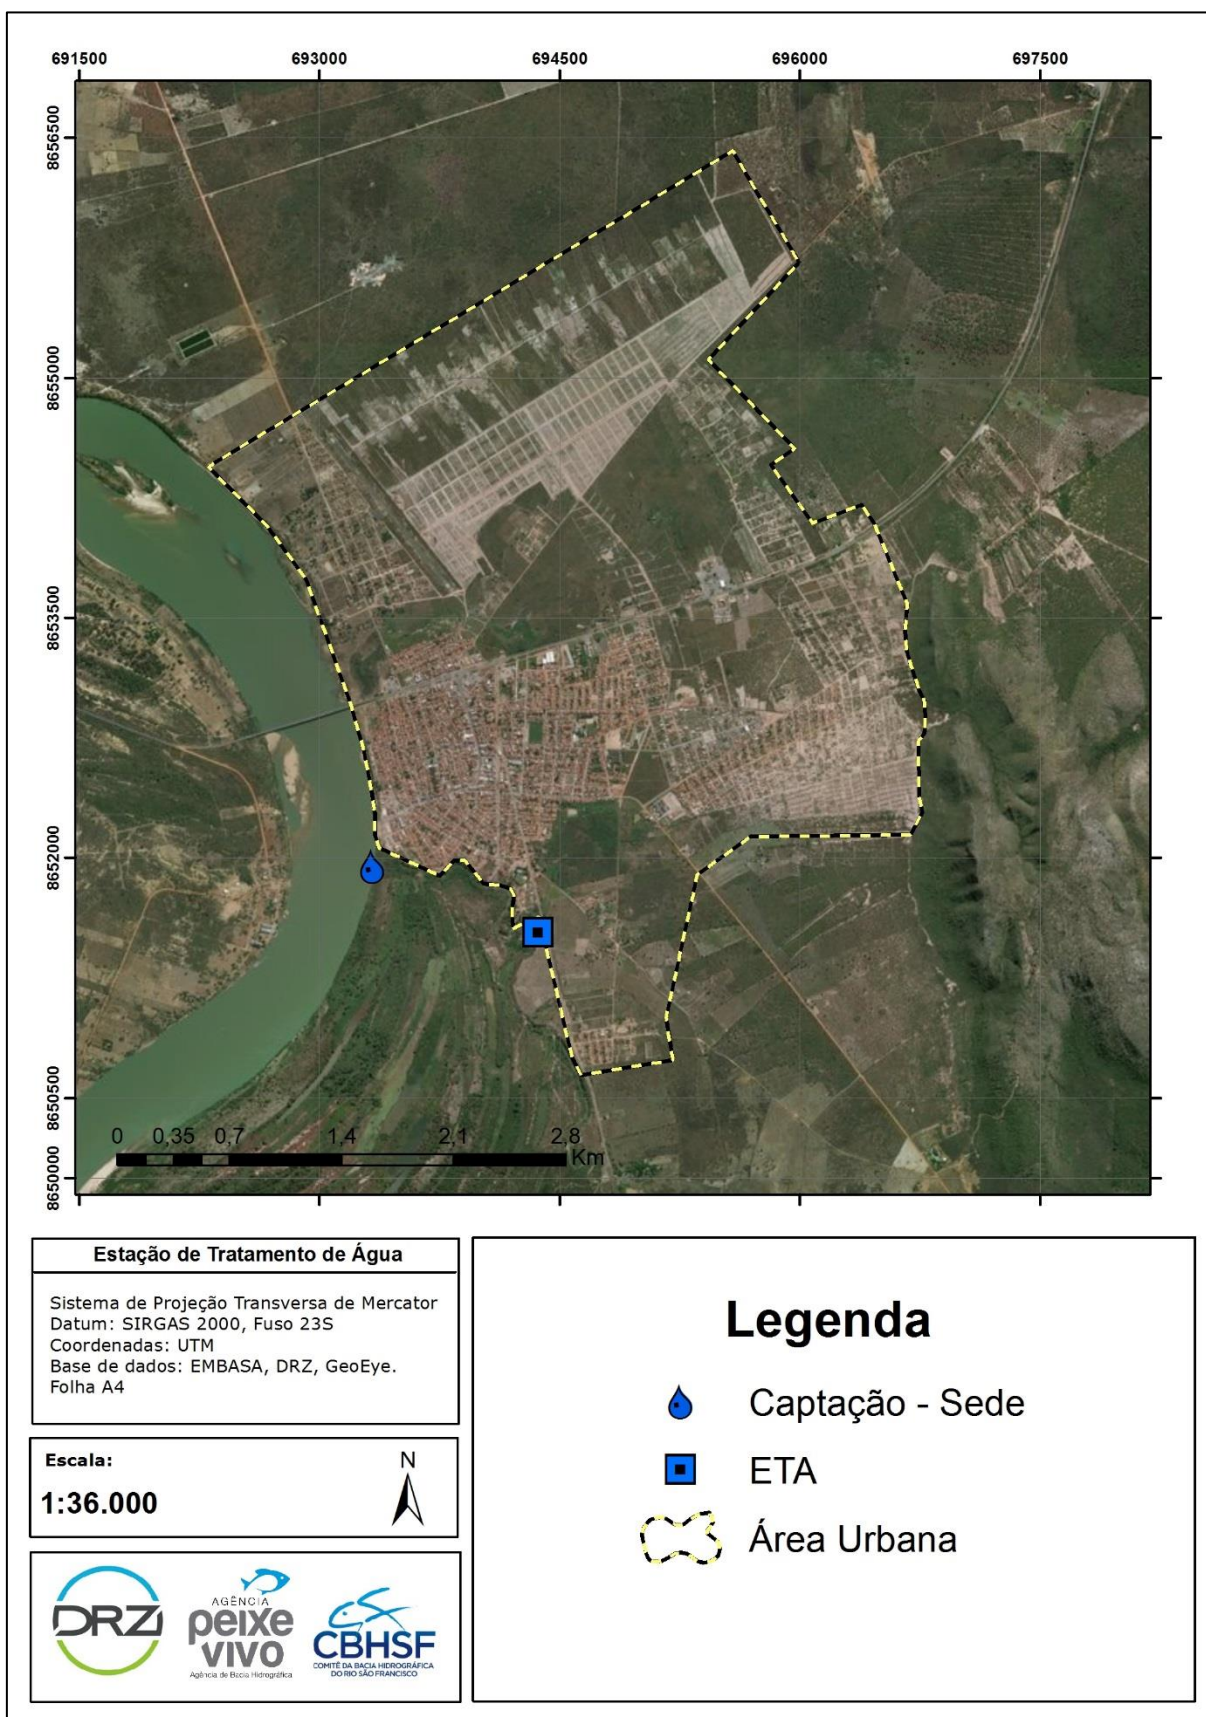 691500 693000 694500 696000 697500
8656500
8655000
8653500
8652000
8650500
8650000
0 0,35 0,7 1,4 2,1 2,8
Km
Estação de Tratamento de Água
Sistema de Projeção Transversa de Mercator
Datum: SIRGAS 2000, Fuso 23S
Coordenadas: UTM
Base de dados: EMBASA, DRZ, GeoEye.
Folha A4
Escala:
1:36.000
N
Legenda
Captação - Sede
ETA
Área Urbana
DRZ
AGÊNCIA
peixe
vivo
Agência de Bacia Hidrográfica
CBHSF
COMITÊ DA BACIA HIDROGRÁFICA
DO RIO SÃO FRANCISCO